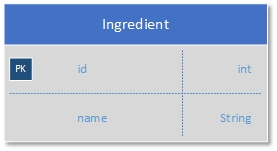 Ingredient
PK id int
name String